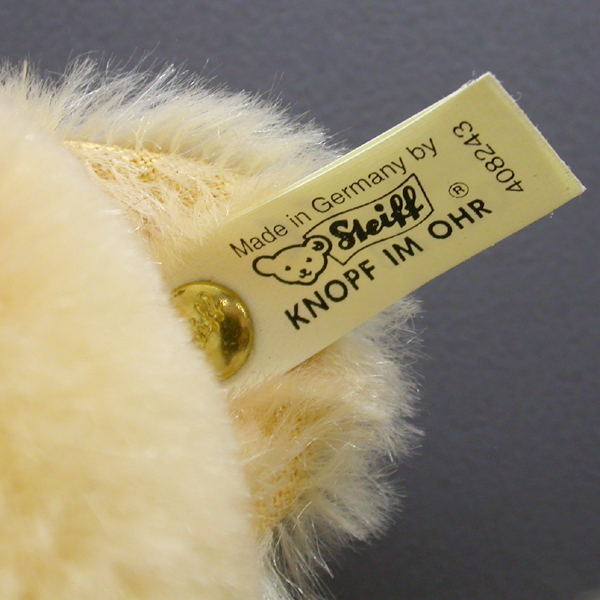 Made in Germany by
Steiff ®
KNOPF IM OHR
408243